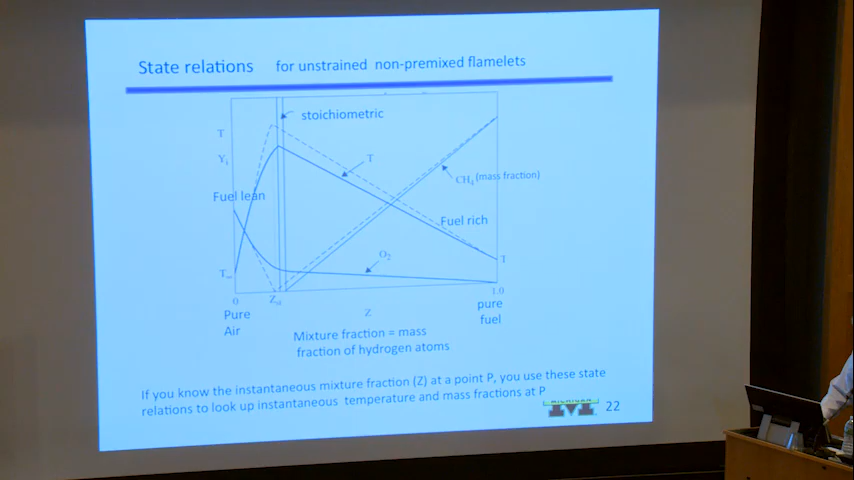 State relations for unstrained non-premixed flamelets
stoichiometric
T
Yᵢ
T
CH₄ (mass fraction)
Fuel lean
Fuel rich
O₂
T∞
T
0
Zst
Z
1.0
Pure
Air
pure
fuel
Mixture fraction = mass
fraction of hydrogen atoms
If you know the instantaneous mixture fraction (Z) at a point P, you use these state
relations to look up instantaneous temperature and mass fractions at P
MICHIGAN
22